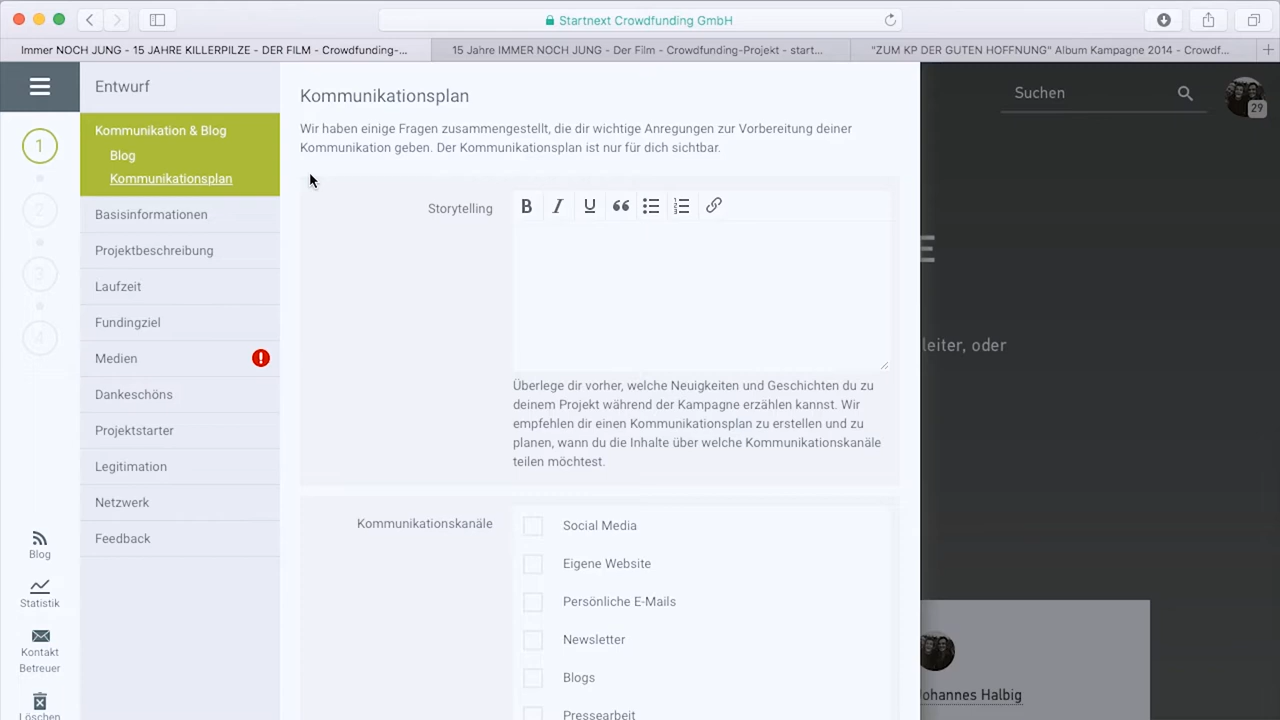 Startnext Crowdfunding GmbH
Immer NOCH JUNG - 15 JAHRE KILLERPILZE - DER FILM - Crowdfunding-...
15 Jahre IMMER NOCH JUNG - Der Film - Crowdfunding-Projekt - start...
"ZUM KP DER GUTEN HOFFNUNG" Album Kampagne 2014 - Crowdf...
Entwurf
Kommunikation & Blog
Blog
Kommunikationsplan
Basisinformationen
Projektbeschreibung
Laufzeit
Fundingziel
Medien
Dankeschöns
Projektstarter
Legitimation
Netzwerk
Feedback
1
2
3
4
Blog
Statistik
Kontakt
Betreuer
Löschen
Kommunikationsplan
Wir haben einige Fragen zusammengestellt, die dir wichtige Anregungen zur Vorbereitung deiner
Kommunikation geben. Der Kommunikationsplan ist nur für dich sichtbar.
Storytelling
B I U
Überlege dir vorher, welche Neuigkeiten und Geschichten du zu
deinem Projekt während der Kampagne erzählen kannst. Wir
empfehlen dir einen Kommunikationsplan zu erstellen und zu
planen, wann du die Inhalte über welche Kommunikationskanäle
teilen möchtest.
Kommunikationskanäle
Social Media
Eigene Website
Persönliche E-Mails
Newsletter
Blogs
Pressearbeit
Suchen
29
E
leiter, oder
ohannes Halbig